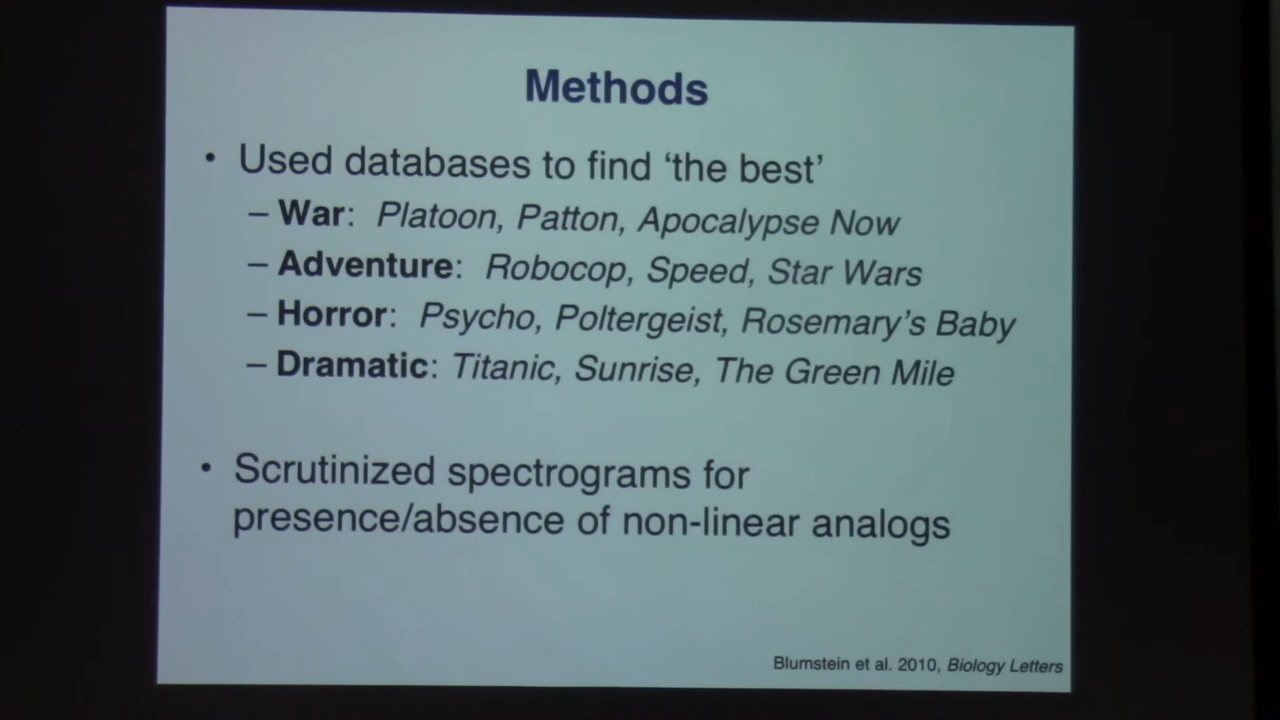 Methods
• Used databases to find ‘the best’
– War: Platoon, Patton, Apocalypse Now
– Adventure: Robocop, Speed, Star Wars
– Horror: Psycho, Poltergeist, Rosemary’s Baby
– Dramatic: Titanic, Sunrise, The Green Mile
• Scrutinized spectrograms for
presence/absence of non-linear analogs
Blumstein et al. 2010, Biology Letters